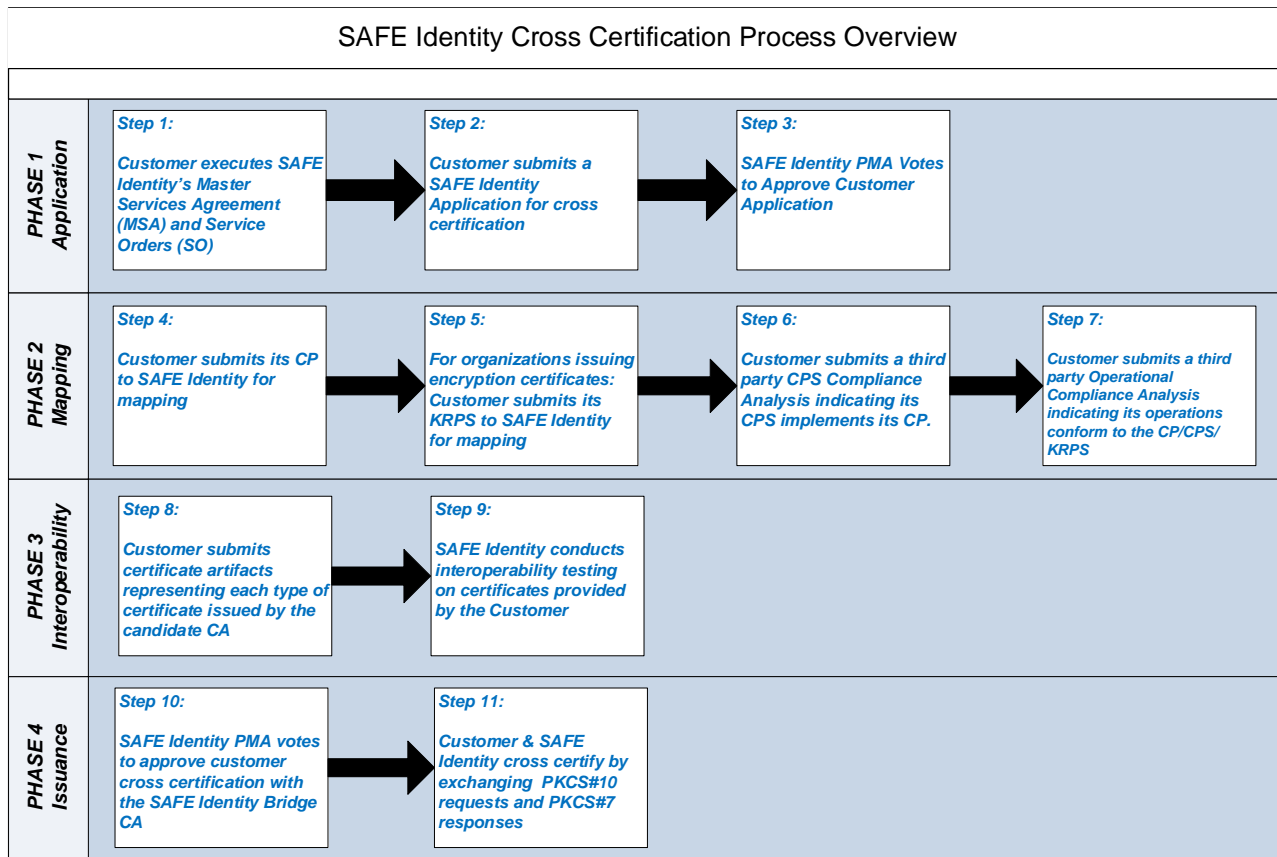 SAFE Identity Cross Certification Process Overview
PHASE 1
Application
Step 1:
Customer executes SAFE
Identity's Master
Services Agreement
(MSA) and Service
Orders (SO)
Step 2:
Customer submits a
SAFE Identity
Application for cross
certification
Step 3:
SAFE Identity PMA Votes
to Approve Customer
Application
PHASE 2
Mapping
Step 4:
Customer submits its CP
to SAFE Identity for
mapping
Step 5:
For organizations issuing
encryption certificates:
Customer submits its
KRPS to SAFE Identity
for mapping
Step 6:
Customer submits a third
party CPS Compliance
Analysis indicating its
CPS implements its CP.
Step 7:
Customer submits a third
party Operational
Compliance Analysis
indicating its operations
conform to the CP/CPS/
KRPS
PHASE 3
Interoperability
Step 8:
Customer submits
certificate artifacts
representing each type of
certificate issued by the
candidate CA
Step 9:
SAFE Identity conducts
interoperability testing
on certificates provided
by the Customer
PHASE 4
Issuance
Step 10:
SAFE Identity PMA votes
to approve customer
cross certification with
the SAFE Identity Bridge
CA
Step 11:
Customer & SAFE
Identity cross certify by
exchanging PKCS#10
requests and PKCS#7
responses